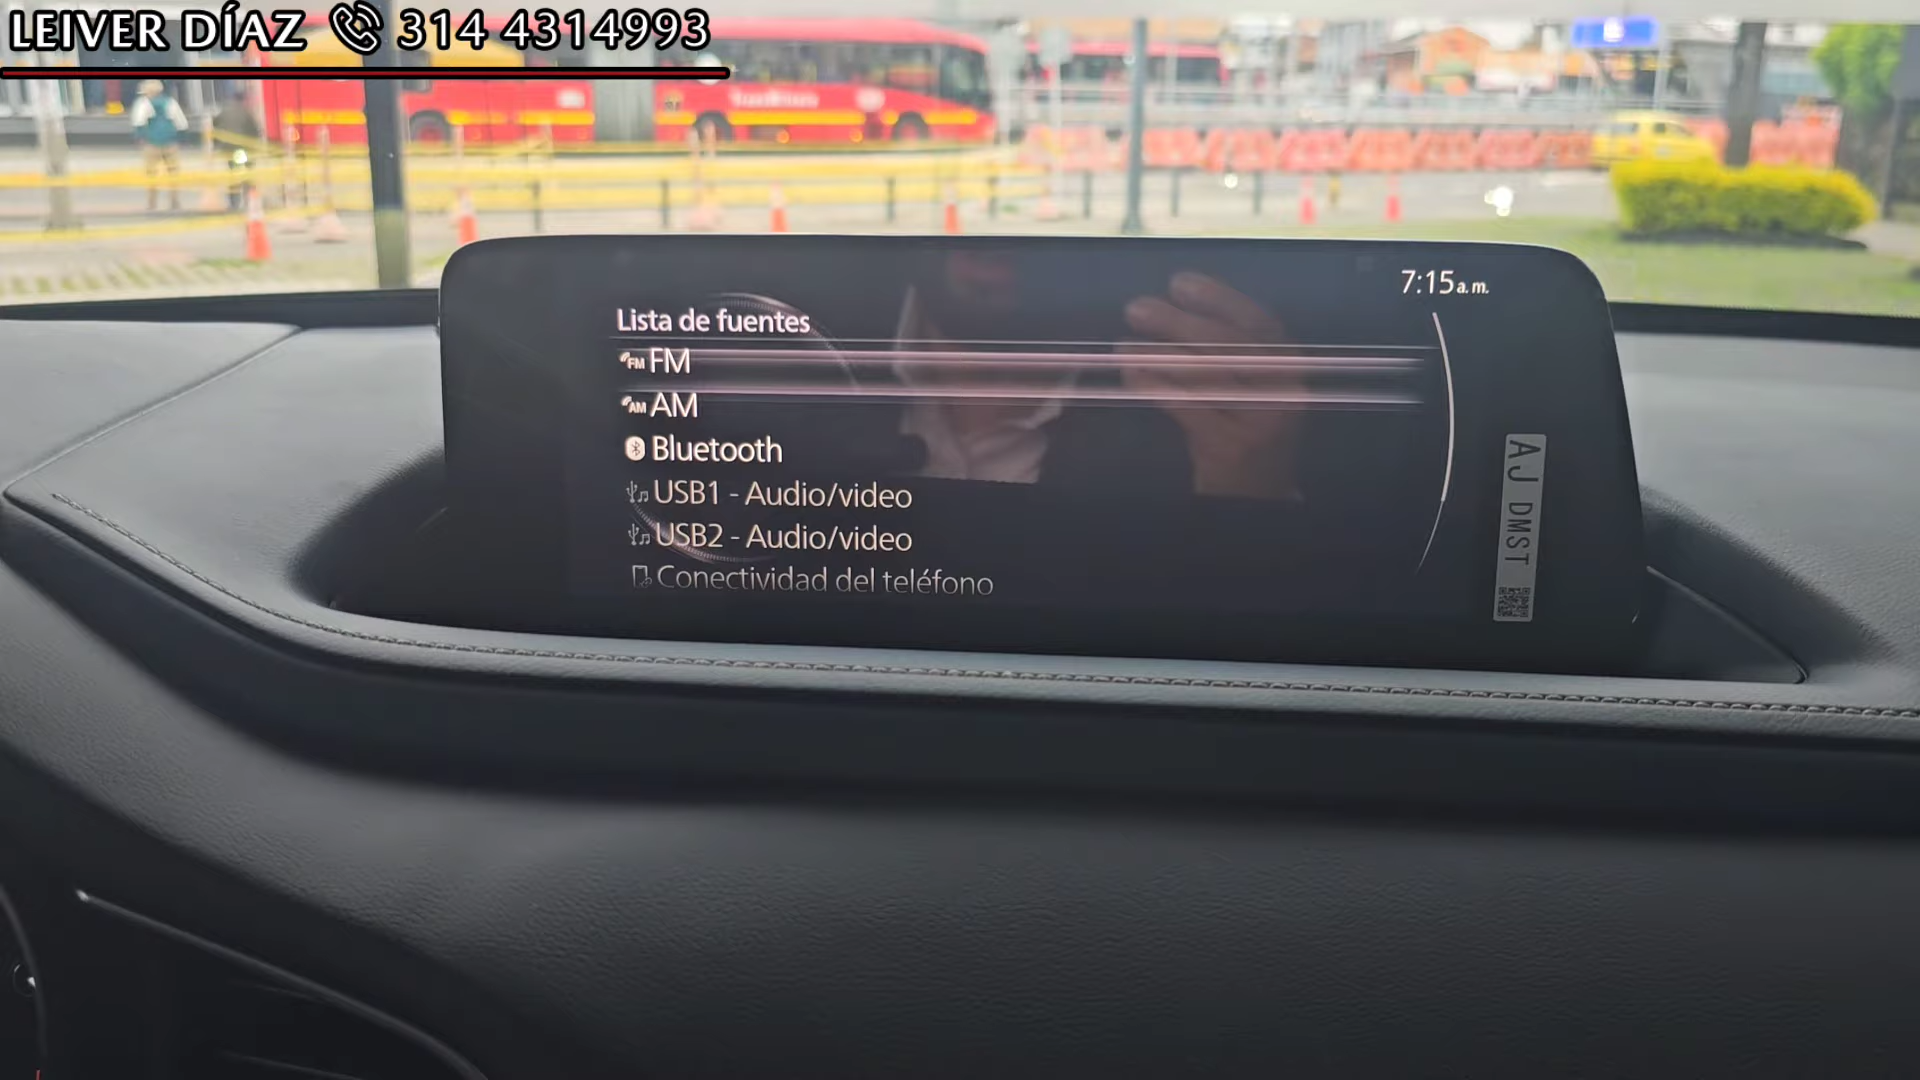 LEIVER DÍAZ 314 4314993
7:15 a.m.
Lista de fuentes
FM FM
AM AM
Bluetooth
USB1 - Audio/video
USB2 - Audio/video
Conectividad del teléfono
AJ DMST